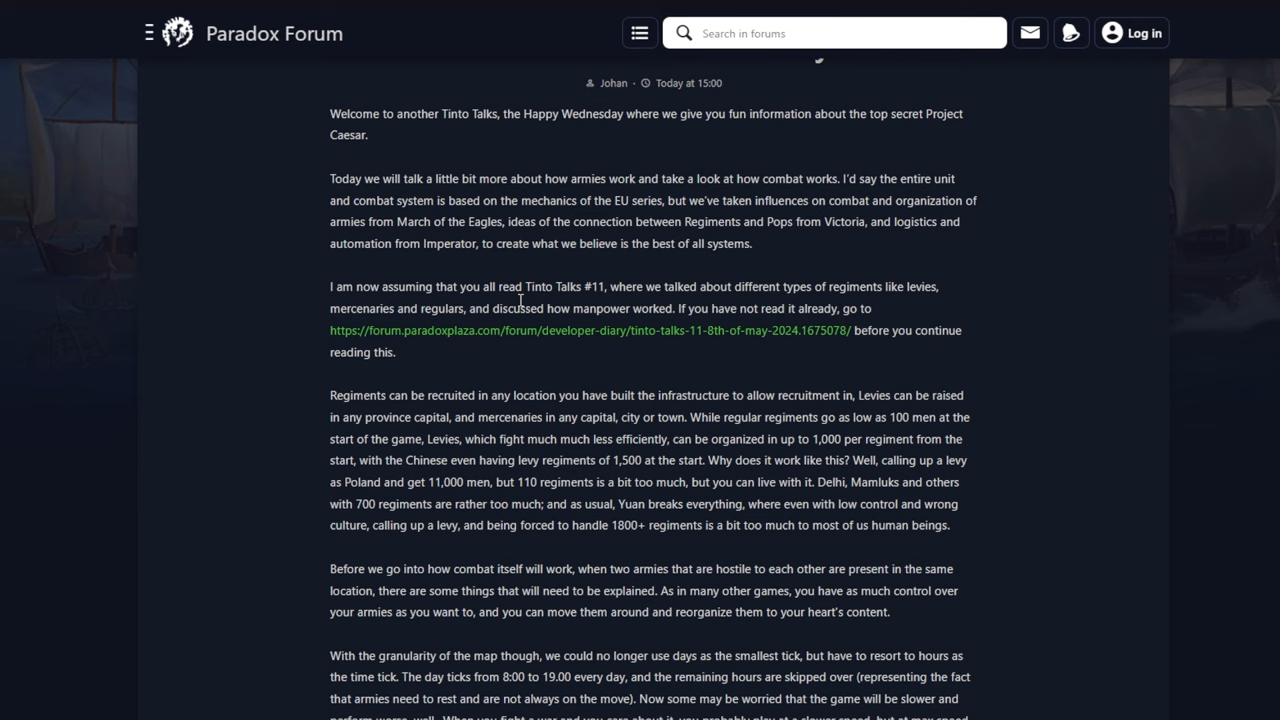 Paradox Forum
Search in forums
Log in
Johan · Today at 15:00
Welcome to another Tinto Talks, the Happy Wednesday where we give you fun information about the top secret Project
Caesar.
Today we will talk a little bit more about how armies work and take a look at how combat works. I'd say the entire unit
and combat system is based on the mechanics of the EU series, but we've taken influences on combat and organization of
armies from March of the Eagles, ideas of the connection between Regiments and Pops from Victoria, and logistics and
automation from Imperator, to create what we believe is the best of all systems.
I am now assuming that you all read Tinto Talks #11, where we talked about different types of regiments like levies,
mercenaries and regulars, and discussed how manpower worked. If you have not read it already, go to
https://forum.paradoxplaza.com/forum/developer-diary/tinto-talks-11-8th-of-may-2024.1675078/ before you continue
reading this.
Regiments can be recruited in any location you have built the infrastructure to allow recruitment in, Levies can be raised
in any province capital, and mercenaries in any capital, city or town. While regular regiments go as low as 100 men at the
start of the game, Levies, which fight much much less efficiently, can be organized in up to 1,000 per regiment from the
start, with the Chinese even having levy regiments of 1,500 at the start. Why does it work like this? Well, calling up a levy
as Poland and get 11,000 men, but 110 regiments is a bit too much, but you can live with it. Delhi, Mamluks and others
with 700 regiments are rather too much; and as usual, Yuan breaks everything, where even with low control and wrong
culture, calling up a levy, and being forced to handle 1800+ regiments is a bit too much to most of us human beings.
Before we go into how combat itself will work, when two armies that are hostile to each other are present in the same
location, there are some things that will need to be explained. As in many other games, you have as much control over
your armies as you want to, and you can move them around and reorganize them to your heart's content.
With the granularity of the map though, we could no longer use days as the smallest tick, but have to resort to hours as
the time tick. The day ticks from 8:00 to 19.00 every day, and the remaining hours are skipped over (representing the fact
that armies need to rest and are not always on the move). Now some may be worried that the game will be slower and
perform worse, well.. When you fight a war and you care about it, you probably play at a slower speed, but at max speed